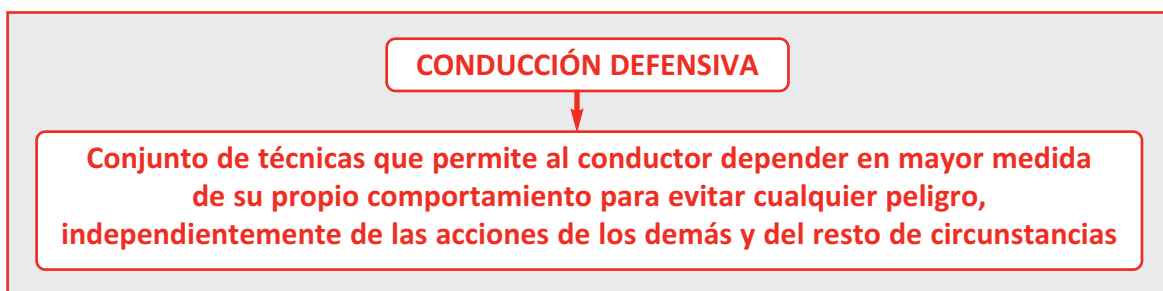 CONDUCCIÓN DEFENSIVA
Conjunto de técnicas que permite al conductor depender en mayor medida
de su propio comportamiento para evitar cualquier peligro,
independientemente de las acciones de los demás y del resto de circunstancias